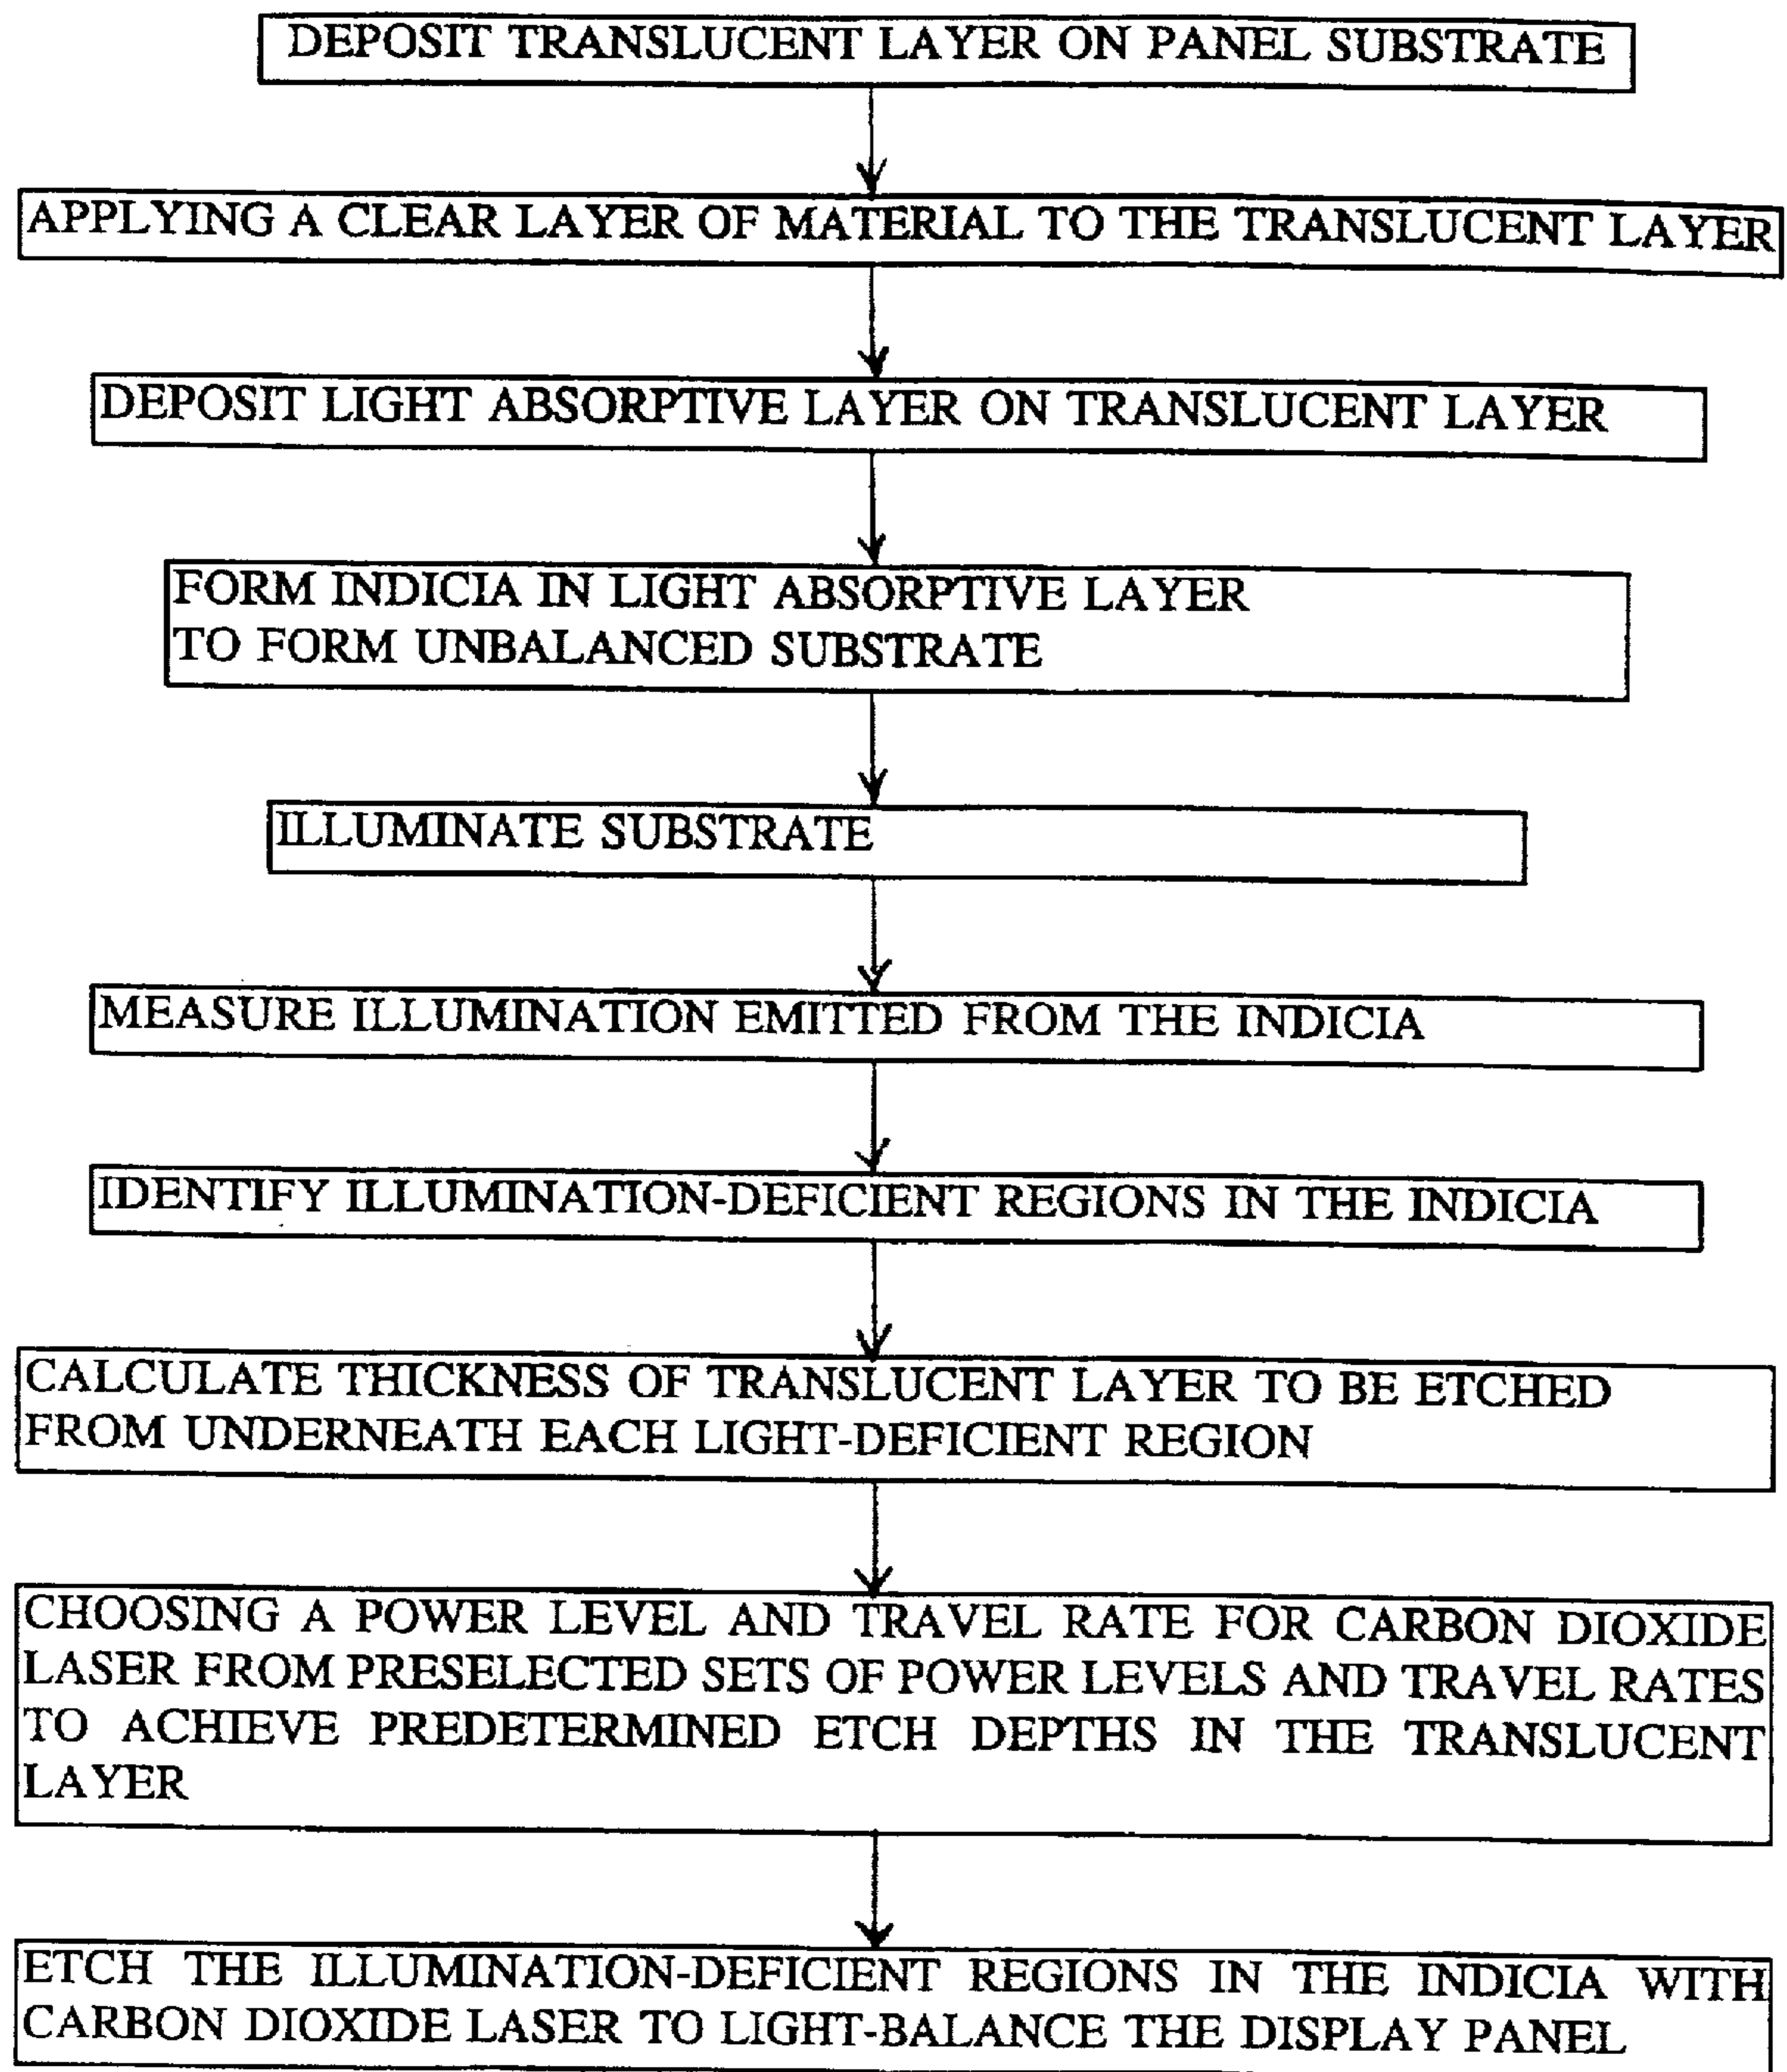 DEPOSIT TRANSLUCENT LAYER ON PANEL SUBSTRATE
APPLYING A CLEAR LAYER OF MATERIAL TO THE TRANSLUCENT LAYER
DEPOSIT LIGHT ABSORPTIVE LAYER ON TRANSLUCENT LAYER
FORM INDICIA IN LIGHT ABSORPTIVE LAYER
TO FORM UNBALANCED SUBSTRATE
ILLUMINATE SUBSTRATE
MEASURE ILLUMINATION EMITTED FROM THE INDICIA
IDENTIFY ILLUMINATION-DEFICIENT REGIONS IN THE INDICIA
CALCULATE THICKNESS OF TRANSLUCENT LAYER TO BE ETCHED
FROM UNDERNEATH EACH LIGHT-DEFICIENT REGION
CHOOSING A POWER LEVEL AND TRAVEL RATE FOR CARBON DIOXIDE
LASER FROM PRESELECTED SETS OF POWER LEVELS AND TRAVEL RATES
TO ACHIEVE PREDETERMINED ETCH DEPTHS IN THE TRANSLUCENT
LAYER
ETCH THE ILLUMINATION-DEFICIENT REGIONS IN THE INDICIA WITH
CARBON DIOXIDE LASER TO LIGHT-BALANCE THE DISPLAY PANEL